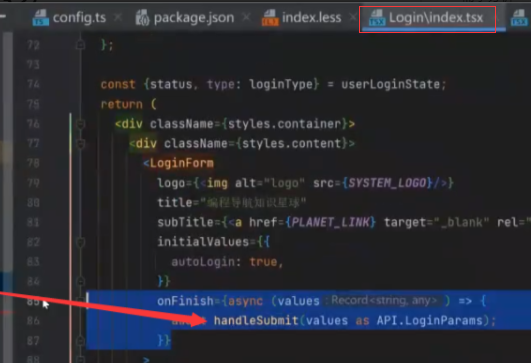 config.ts × package.json × index.less × Login\index.tsx ×
72 };
73
74 const {status, type: loginType} = userLoginState;
75 return (
76 <div className={styles.container}>
77 <div className={styles.content}>
78 <LoginForm
79 logo={<img alt="logo" src={SYSTEM_LOGO}/>}
80 title="编程导航知识星球"
81 subTitle={<a href={PLANET_LINK} target="_blank" rel="
82 initialValues={{
83 autoLogin: true,
84 }}
85 onFinish={async (values : Record<string, any> ) => {
86 handleSubmit(values as API.LoginParams);
87 }}
88 >